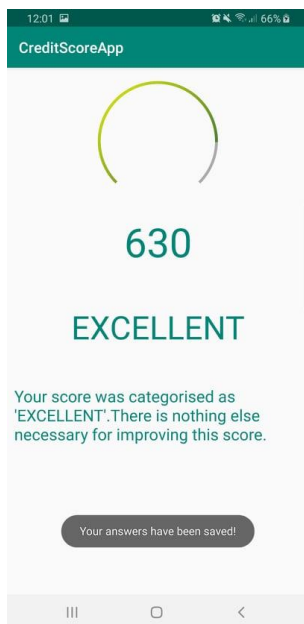 12:01 66%
CreditScoreApp
630
EXCELLENT
Your score was categorised as
'EXCELLENT'.There is nothing else
necessary for improving this score.
Your answers have been saved!